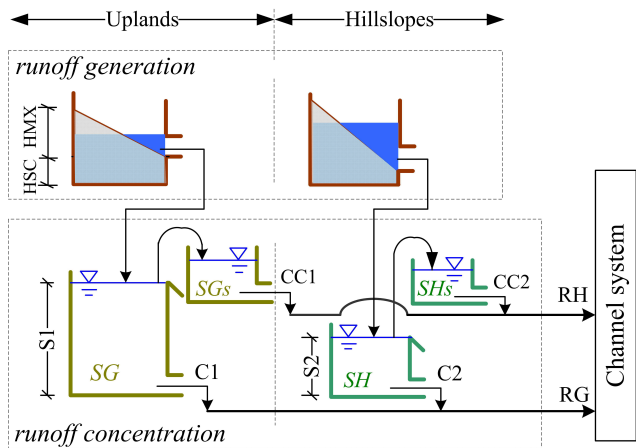 Uplands
Hillslopes
runoff generation
HMX
HSC
SGs
CC1
SHs
CC2
RH
Channel system
S1
SG
C1
S2
SH
C2
RG
runoff concentration